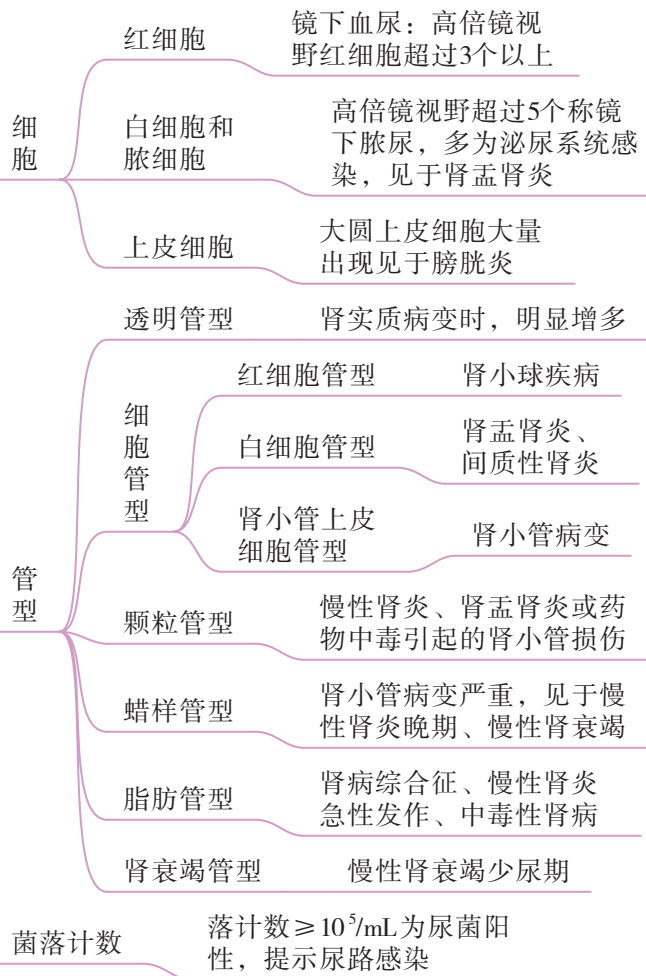 细
胞
红细胞
镜下血尿：高倍镜视
野红细胞超过3个以上
白细胞和
脓细胞
高倍镜视野超过5个称镜
下脓尿，多为泌尿系统感
染，见于肾盂肾炎
上皮细胞
大圆上皮细胞大量
出现见于膀胱炎
管
型
透明管型
肾实质病变时，明显增多
细
胞
管
型
红细胞管型
肾小球疾病
白细胞管型
肾盂肾炎、
间质性肾炎
肾小管上皮
细胞管型
肾小管病变
颗粒管型
慢性肾炎、肾盂肾炎或药
物中毒引起的肾小管损伤
蜡样管型
肾小管病变严重，见于慢
性肾炎晚期、慢性肾衰竭
脂肪管型
肾病综合征、慢性肾炎
急性发作、中毒性肾病
肾衰竭管型
慢性肾衰竭少尿期
菌落计数
落计数≥10⁵/mL为尿菌阳
性，提示尿路感染